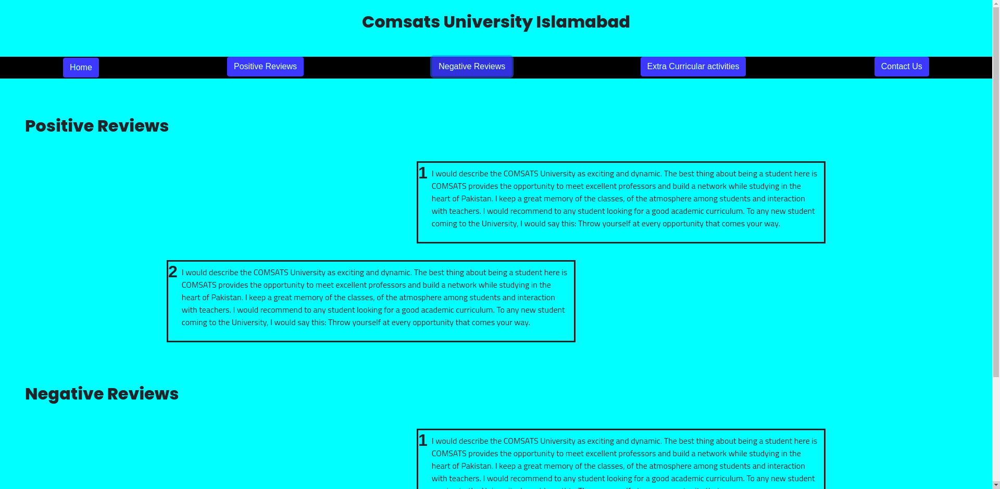 Comsats University Islamabad
Home
Positive Reviews
Negative Reviews
Extra Curricular activities
Contact Us
Positive Reviews
1
I would describe the COMSATS University as exciting and dynamic. The best thing about being a student here is
COMSATS provides the opportunity to meet excellent professors and build a network while studying in the
heart of Pakistan. I keep a great memory of the classes, of the atmosphere among students and interaction
with teachers. I would recommend to any student looking for a good academic curriculum. To any new student
coming to the University, I would say this: Throw yourself at every opportunity that comes your way.
2
I would describe the COMSATS University as exciting and dynamic. The best thing about being a student here is
COMSATS provides the opportunity to meet excellent professors and build a network while studying in the
heart of Pakistan. I keep a great memory of the classes, of the atmosphere among students and interaction
with teachers. I would recommend to any student looking for a good academic curriculum. To any new student
coming to the University, I would say this: Throw yourself at every opportunity that comes your way.
Negative Reviews
1
I would describe the COMSATS University as exciting and dynamic. The best thing about being a student here is
COMSATS provides the opportunity to meet excellent professors and build a network while studying in the
heart of Pakistan. I keep a great memory of the classes, of the atmosphere among students and interaction
with teachers. I would recommend to any student looking for a good academic curriculum. To any new student